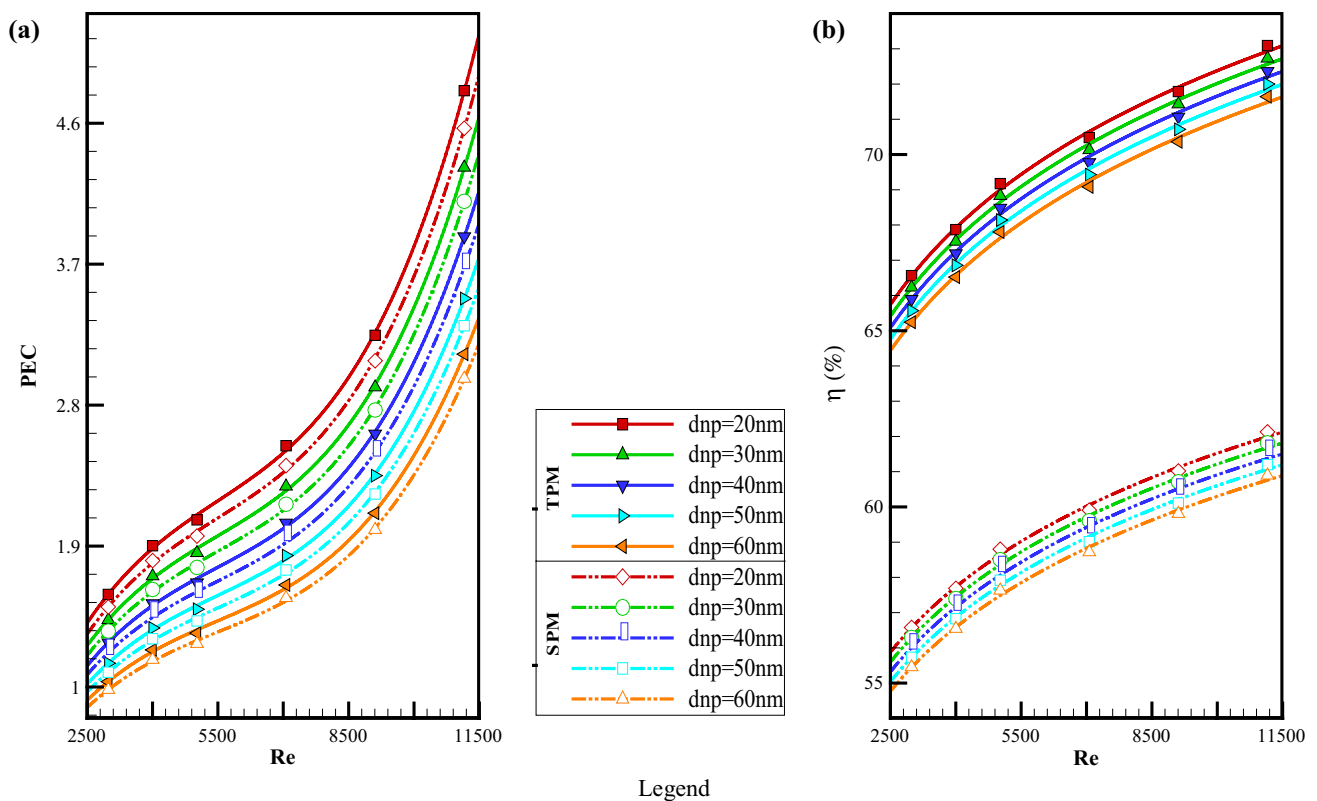 (a)
4.6
3.7
2.8
1.9
1
PEC
2500
5500
8500
11500
Re
TPM
dnp=20nm
dnp=30nm
dnp=40nm
dnp=50nm
dnp=60nm
SPM
dnp=20nm
dnp=30nm
dnp=40nm
dnp=50nm
dnp=60nm
Legend
(b)
70
65
60
55
η (%)
2500
5500
8500
11500
Re